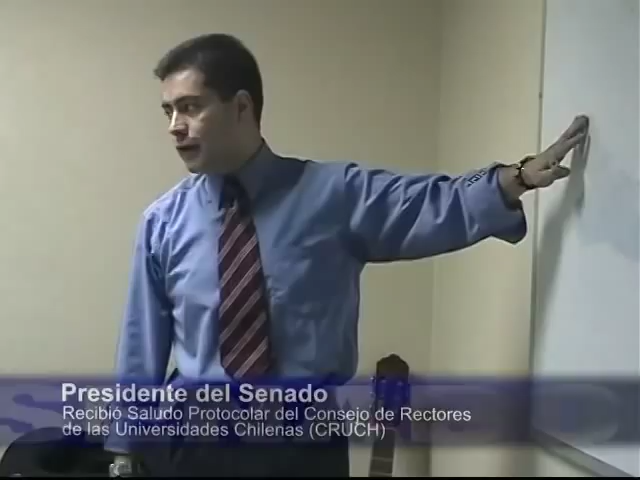 Presidente del Senado
Recibió Saludo Protocolar del Consejo de Rectores
de las Universidades Chilenas (CRUCH)